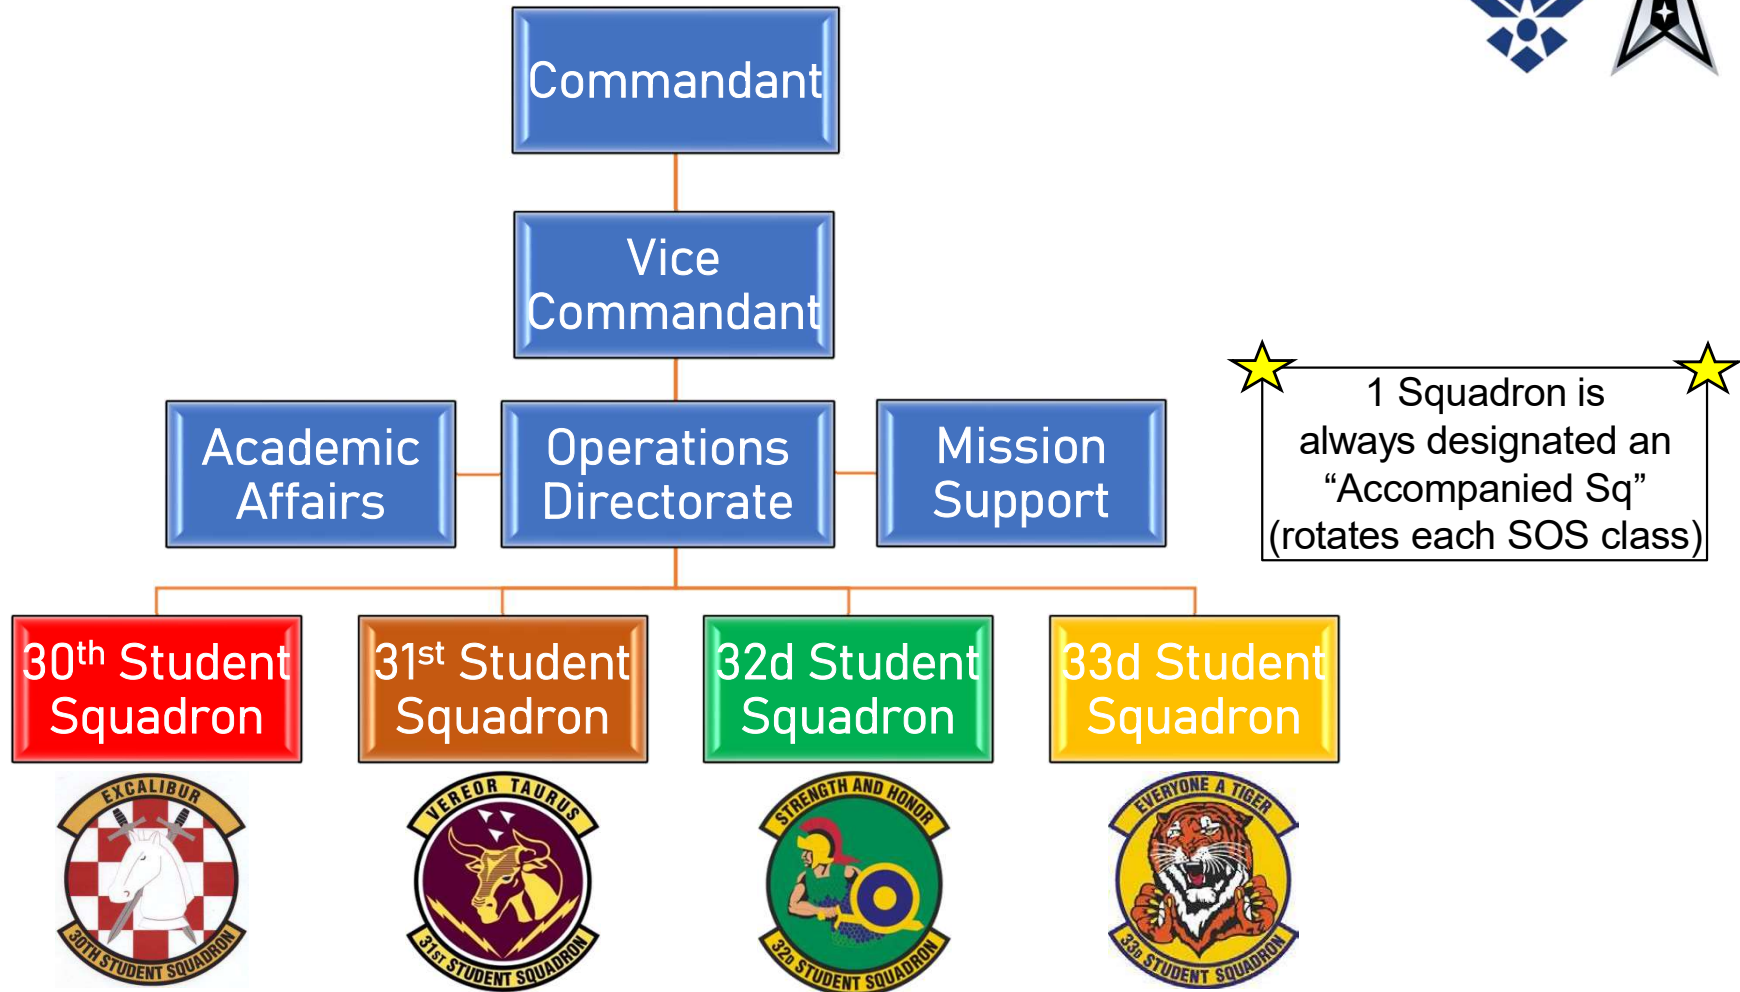 Commandant
Vice
Commandant
Academic
Affairs
Operations
Directorate
Mission
Support
1 Squadron is
always designated an
“Accompanied Sq”
(rotates each SOS class)
30th Student
Squadron
31st Student
Squadron
32d Student
Squadron
33d Student
Squadron
EXCALIBUR
30TH STUDENT SQUADRON
VEREOR TAURUS
31ST STUDENT SQUADRON
STRENGTH AND HONOR
32D STUDENT SQUADRON
EVERYONE A TIGER
33D STUDENT SQUADRON